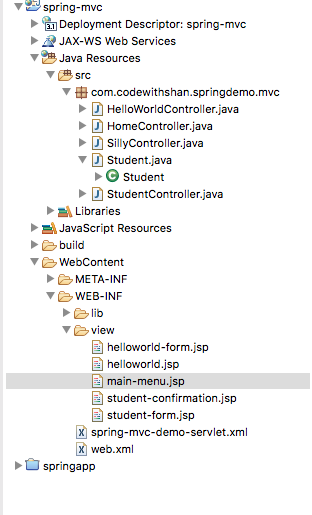 spring-mvc
3.1 Deployment Descriptor: spring-mvc
JAX-WS Web Services
Java Resources
src
com.codewithshan.springdemo.mvc
J HelloWorldController.java
J HomeController.java
J SillyController.java
J Student.java
C Student
J StudentController.java
Libraries
JavaScript Resources
build
WebContent
META-INF
WEB-INF
lib
view
helloworld-form.jsp
helloworld.jsp
main-menu.jsp
student-confirmation.jsp
student-form.jsp
X spring-mvc-demo-servlet.xml
X web.xml
springapp